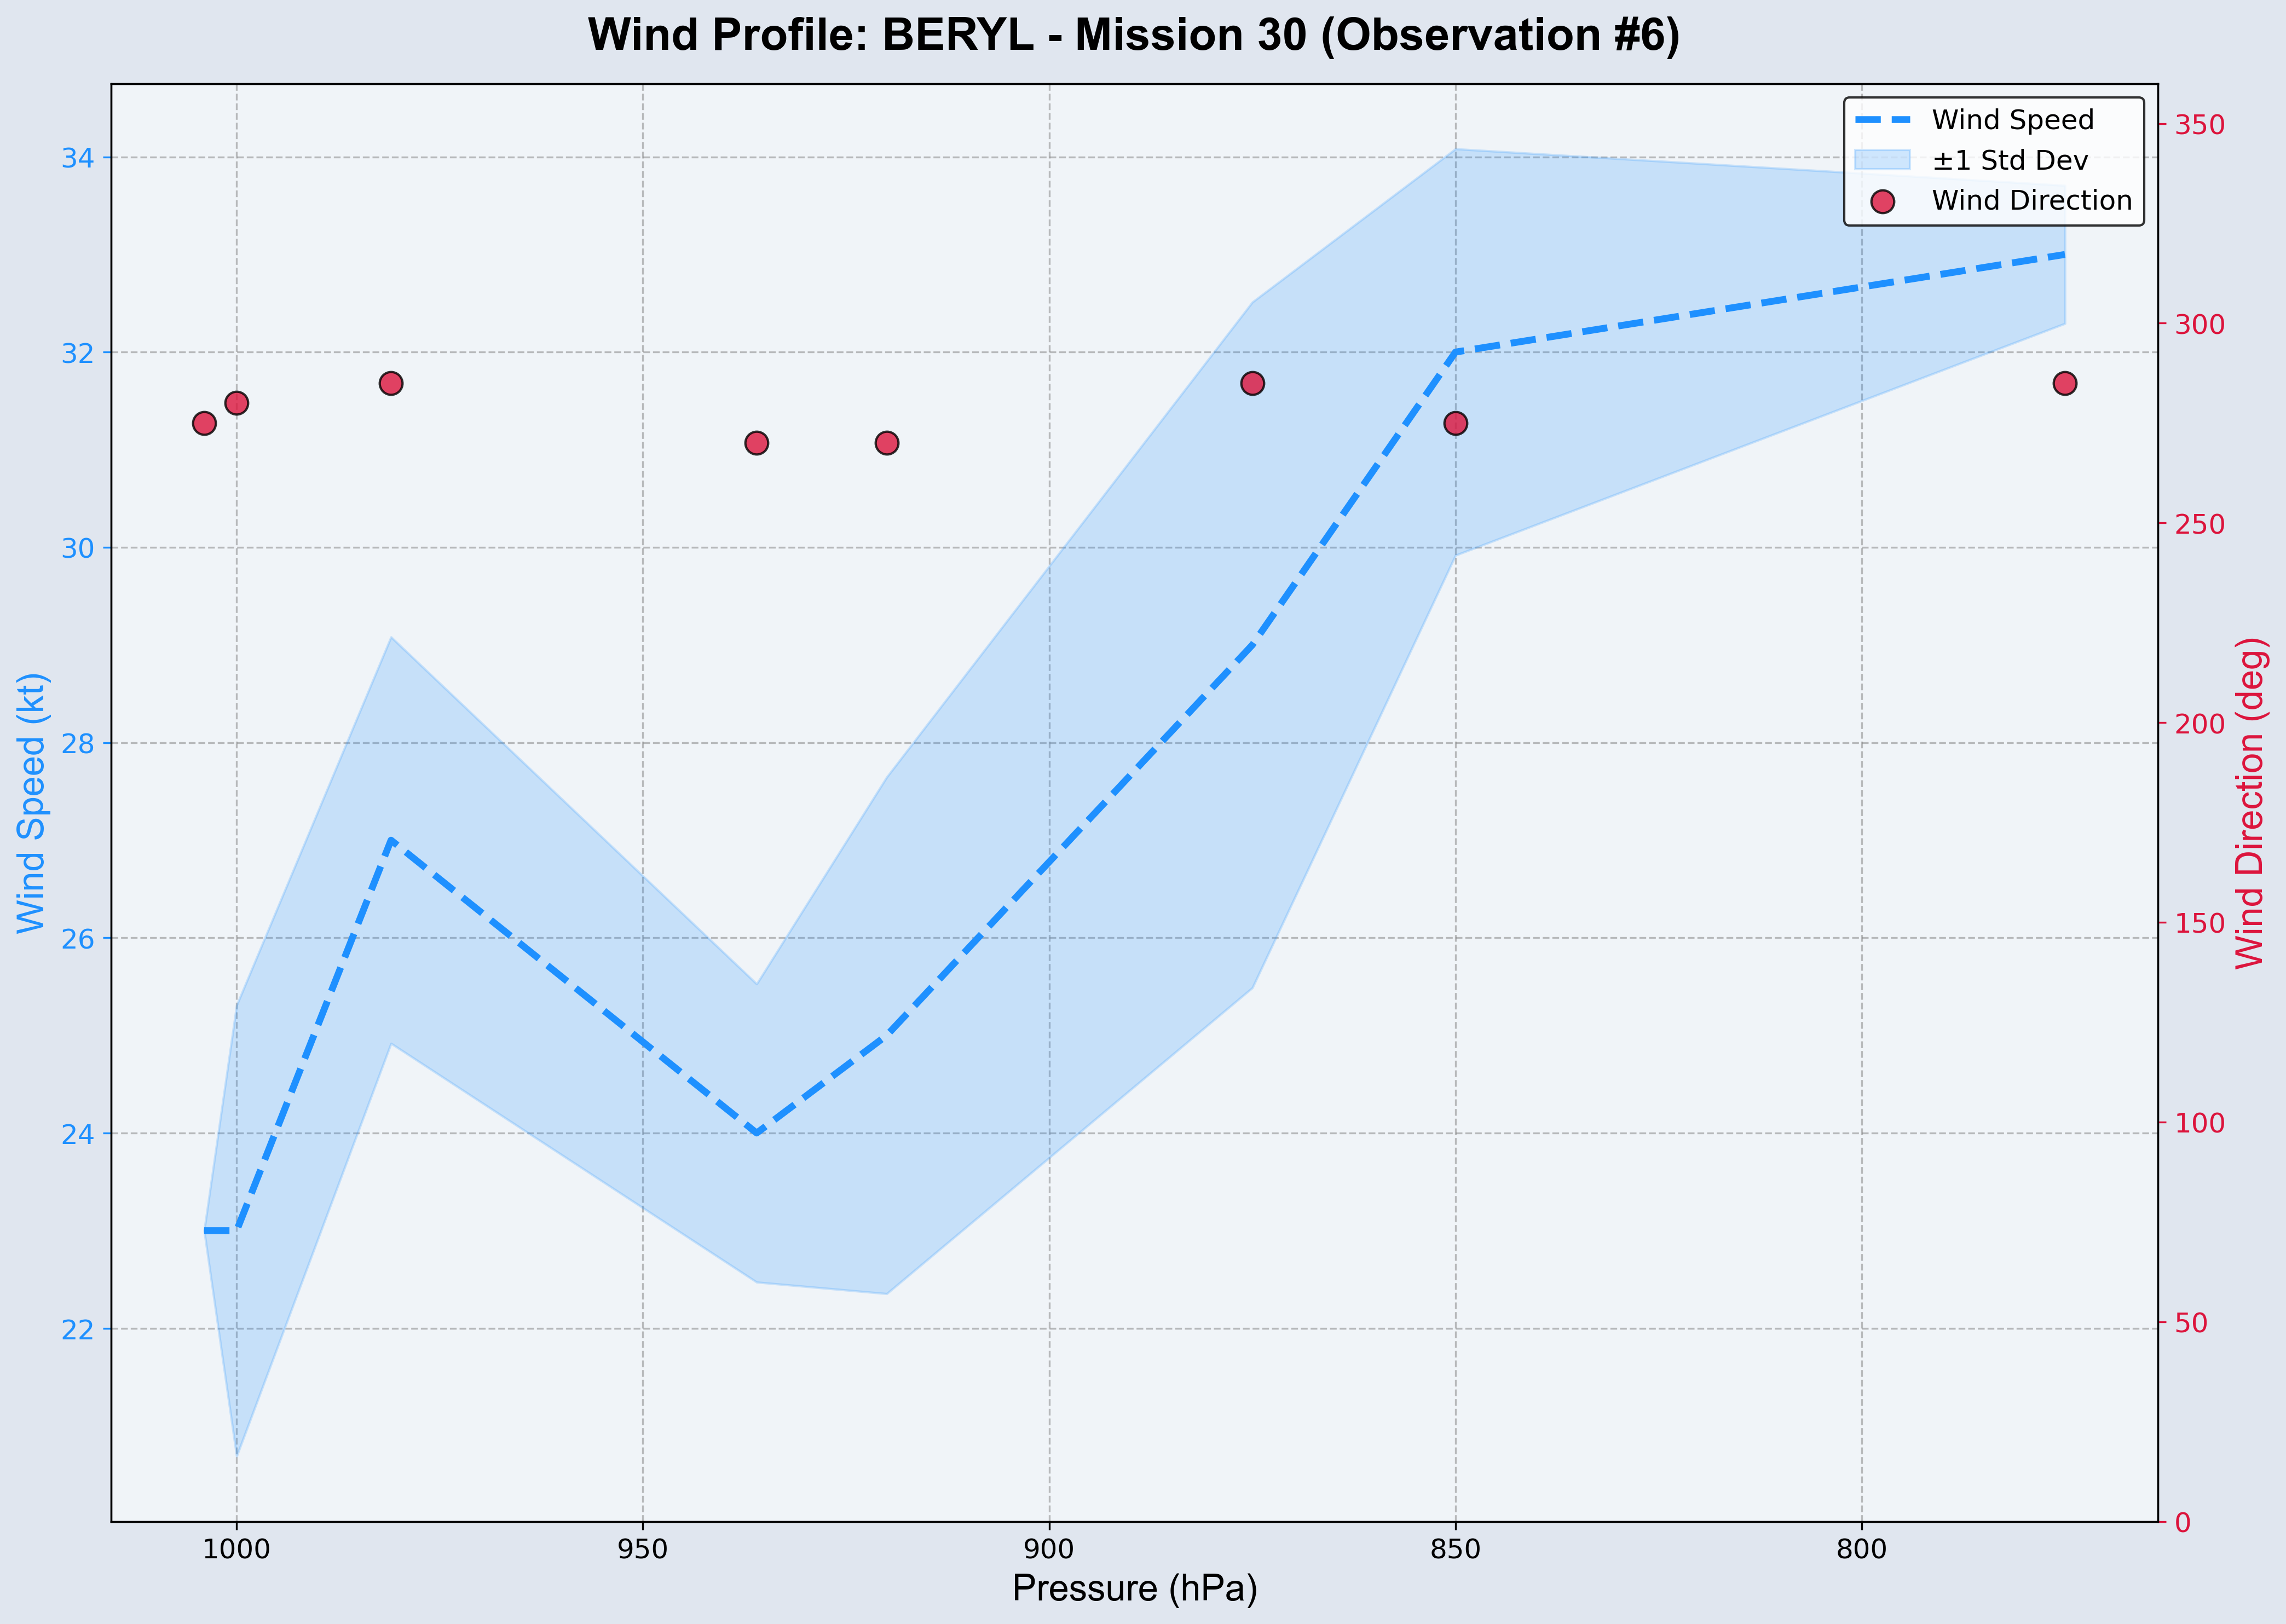 Wind Profile: BERYL - Mission 30 (Observation #6)
Wind Speed
±1 Std Dev
Wind Direction
34
32
30
28
26
24
22
Wind Speed (kt)
350
300
250
200
150
100
50
0
Wind Direction (deg)
1000 950 900 850 800
Pressure (hPa)